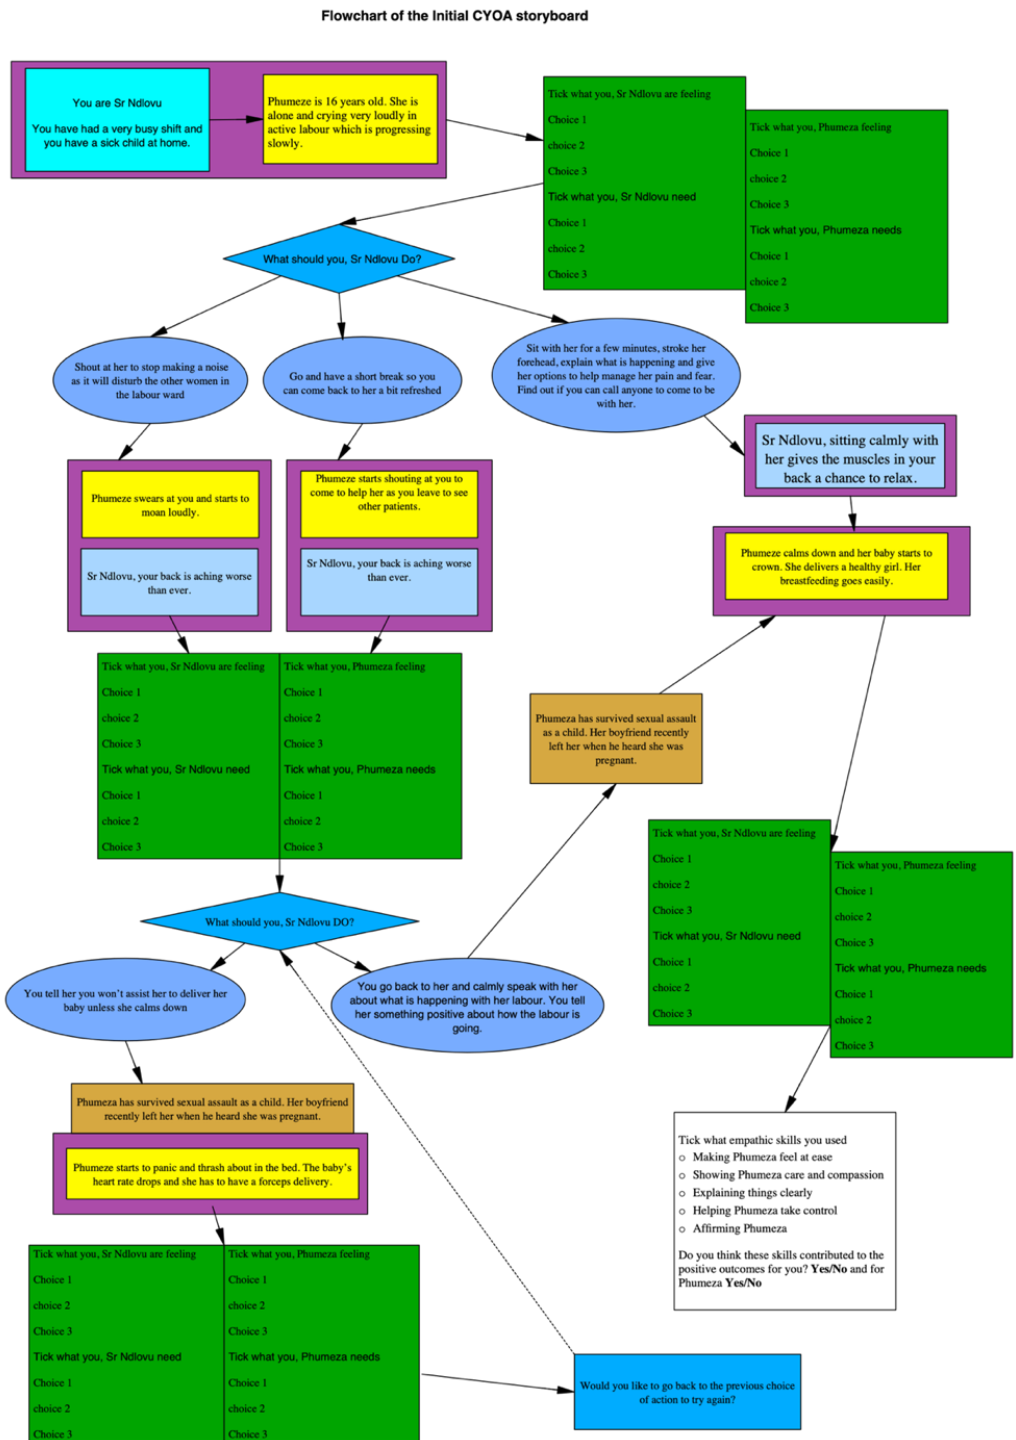 Flowchart of the Initial CYOA storyboard
You are Sr Ndlovu
You have had a very busy shift and
you have a sick child at home.
Phumeze is 16 years old. She is
alone and crying very loudly in
active labour which is progressing
slowly.
Tick what you, Sr Ndlovu are feeling
Choice 1
choice 2
Choice 3
Tick what you, Sr Ndlovu need
Choice 1
choice 2
Choice 3
Tick what you, Phumeza feeling
Choice 1
choice 2
Choice 3
Tick what you, Phumeza needs
Choice 1
choice 2
Choice 3
What should you, Sr Ndlovu Do?
Shout at her to stop making a noise
as it will disturb the other women in
the labour ward
Go and have a short break so you
can come back to her a bit refreshed
Sit with her for a few minutes, stroke her
forehead, explain what is happening and give
her options to help manage her pain and fear.
Find out if you can call anyone to come to be
with her.
Sr Ndlovu, sitting calmly with
her gives the muscles in your
back a chance to relax.
Phumeze swears at you and starts to
moan loudly.
Sr Ndlovu, your back is aching worse
than ever.
Phumeze starts shouting at you to
come to help her as you leave to see
other patients.
Sr Ndlovu, your back is aching worse
than ever.
Phumeze calms down and her baby starts to
crown. She delivers a healthy girl. Her
breastfeeding goes easily.
Tick what you, Sr Ndlovu are feeling
Choice 1
choice 2
Choice 3
Tick what you, Sr Ndlovu need
Choice 1
choice 2
Choice 3
Tick what you, Phumeza feeling
Choice 1
choice 2
Choice 3
Tick what you, Phumeza needs
Choice 1
choice 2
Choice 3
Phumeza has survived sexual assault
as a child. Her boyfriend recently
left her when he heard she was
pregnant.
Tick what you, Sr Ndlovu are feeling
Choice 1
choice 2
Choice 3
Tick what you, Sr Ndlovu need
Choice 1
choice 2
Choice 3
Tick what you, Phumeza feeling
Choice 1
choice 2
Choice 3
Tick what you, Phumeza needs
Choice 1
choice 2
Choice 3
What should you, Sr Ndlovu DO?
You tell her you won't assist her to deliver her
baby unless she calms down
You go back to her and calmly speak with her
about what is happening with her labour. You tell
her something positive about how the labour is
going.
Phumeza has survived sexual assault as a child. Her boyfriend
recently left her when he heard she was pregnant.
Phumeze starts to panic and thrash about in the bed. The baby's
heart rate drops and she has to have a forceps delivery.
Tick what empathic skills you used
o Making Phumeza feel at ease
o Showing Phumeza care and compassion
o Explaining things clearly
o Helping Phumeza take control
o Affirming Phumeza
Do you think these skills contributed to the
positive outcomes for you? Yes/No and for
Phumeza Yes/No
Tick what you, Sr Ndlovu are feeling
Choice 1
choice 2
Choice 3
Tick what you, Sr Ndlovu need
Choice 1
choice 2
Choice 3
Tick what you, Phumeza feeling
Choice 1
choice 2
Choice 3
Tick what you, Phumeza needs
Choice 1
choice 2
Choice 3
Would you like to go back to the previous choice
of action to try again?